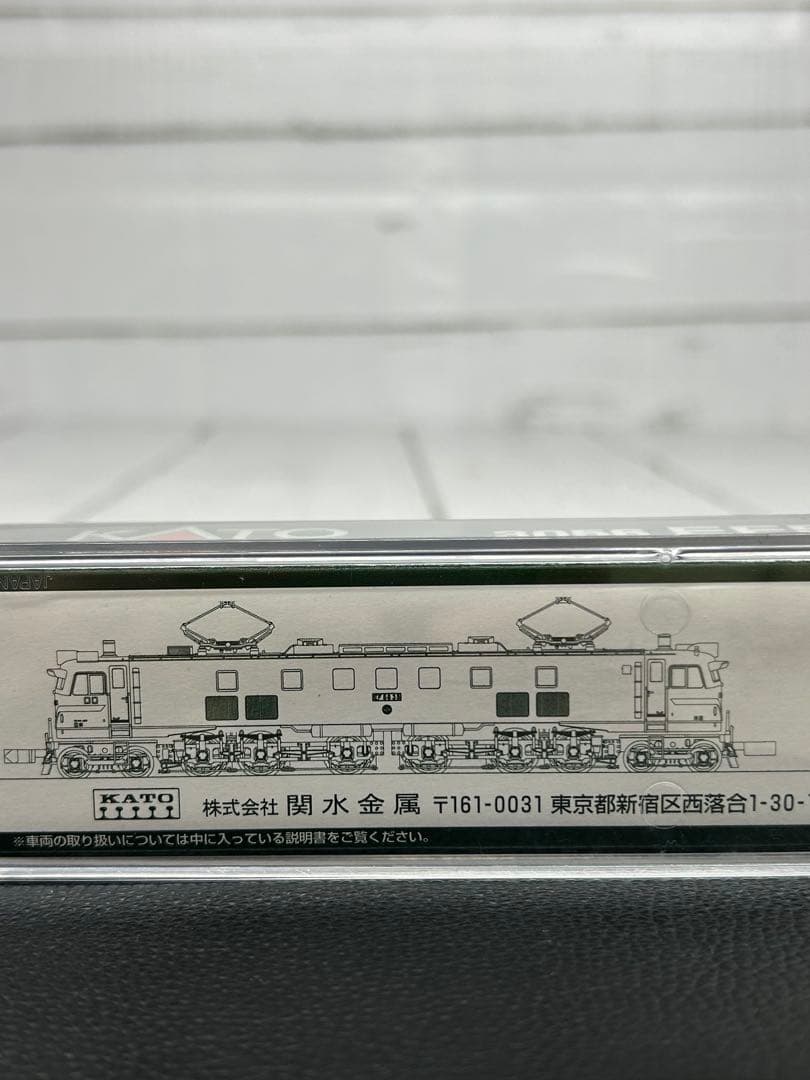 KATO
JAPAN
KATO
株式会社 関水金属 〒161-0031 東京都新宿区西落合1-30-
※車両の取り扱いについては中に入っている説明書をご覧ください。